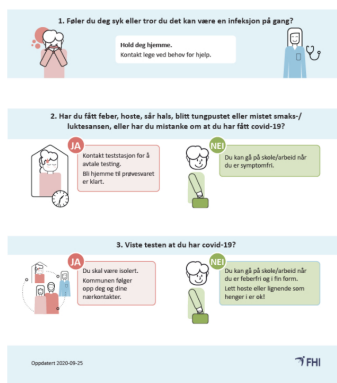 1. Føler du deg syk eller tror du det kan være en infeksjon på gang?
Hold deg hjemme.
Kontakt lege ved behov for hjelp.
2. Har du fått feber, hoste, sår hals, blitt tungpustet eller mistet smaks-/
luktesansen, eller har du mistanke om at du har fått covid-19?
JA
Kontakt teststasjon for å
avtale testing.
Bli hjemme til prøvesvaret
er klart.
NEI
Du kan gå på skole/arbeid når
du er symptomfri.
3. Viste testen at du har covid-19?
JA
Du skal være isolert.
Kommunen følger
opp deg og dine
nærkontakter.
NEI
Du kan gå på skole/arbeid når
du er feberfri og i fin form.
Lett hoste eller lignende som
henger i er ok!
Oppdatert 2020-09-25
FHI